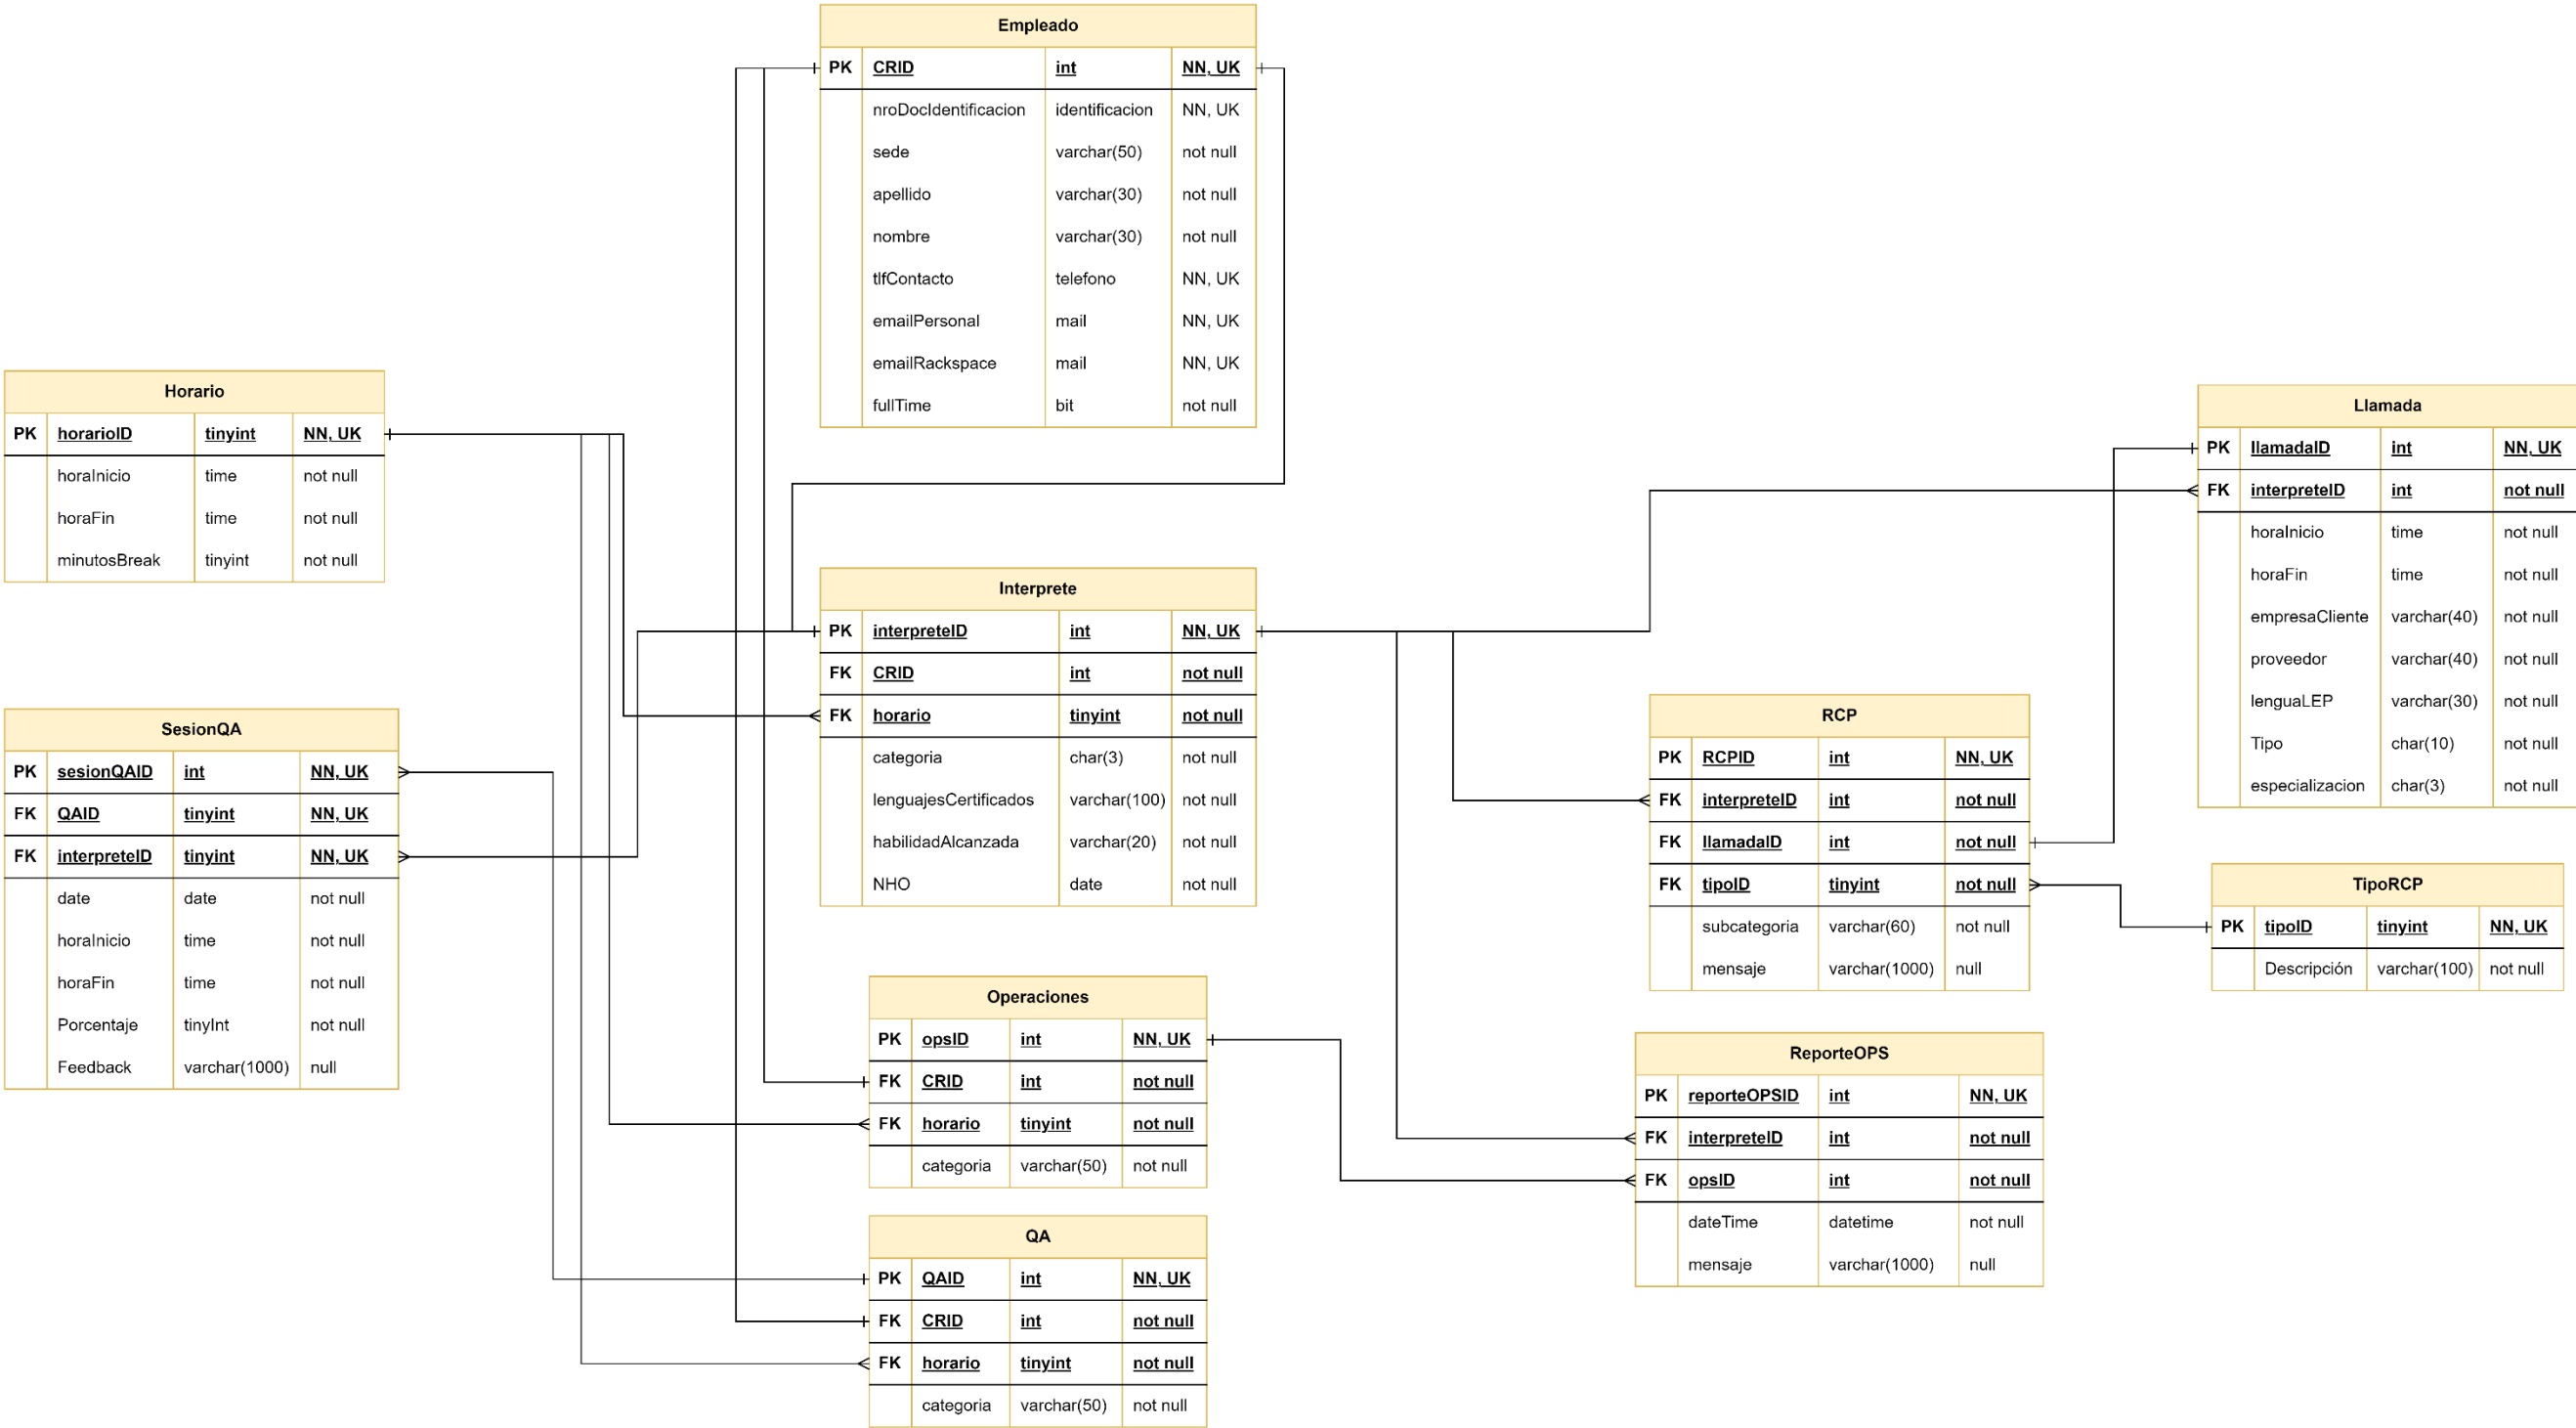 Empleado
PK CRID int NN, UK
nroDocIdentificacion identificacion NN, UK
sede varchar(50) not null
apellido varchar(30) not null
nombre varchar(30) not null
tlfContacto telefono NN, UK
emailPersonal mail NN, UK
emailRackspace mail NN, UK
fullTime bit not null
Horario
PK horarioID tinyint NN, UK
horaInicio time not null
horaFin time not null
minutosBreak tinyint not null
Llamada
PK llamadaID int NN, UK
FK interpreteID int not null
horaInicio time not null
horaFin time not null
empresaCliente varchar(40) not null
proveedor varchar(40) not null
lenguaLEP varchar(30) not null
Tipo char(10) not null
especializacion char(3) not null
Interprete
PK interpreteID int NN, UK
FK CRID int not null
FK horario tinyint not null
categoria char(3) not null
lenguajesCertificados varchar(100) not null
habilidadAlcanzada varchar(20) not null
NHO date not null
SesionQA
PK sesionQAID int NN, UK
FK QAID tinyint NN, UK
FK interpreteID tinyint NN, UK
date date not null
horaInicio time not null
horaFin time not null
Porcentaje tinyInt not null
Feedback varchar(1000) null
RCP
PK RCPID int NN, UK
FK interpreteID int not null
FK llamadaID int not null
FK tipoID tinyint not null
subcategoria varchar(60) not null
mensaje varchar(1000) null
TipoRCP
PK tipoID tinyint NN, UK
Descripción varchar(100) not null
Operaciones
PK opsID int NN, UK
FK CRID int not null
FK horario tinyint not null
categoria varchar(50) not null
ReporteOPS
PK reporteOPSID int NN, UK
FK interpreteID int not null
FK opsID int not null
dateTime datetime not null
mensaje varchar(1000) null
QA
PK QAID int NN, UK
FK CRID int not null
FK horario tinyint not null
categoria varchar(50) not null